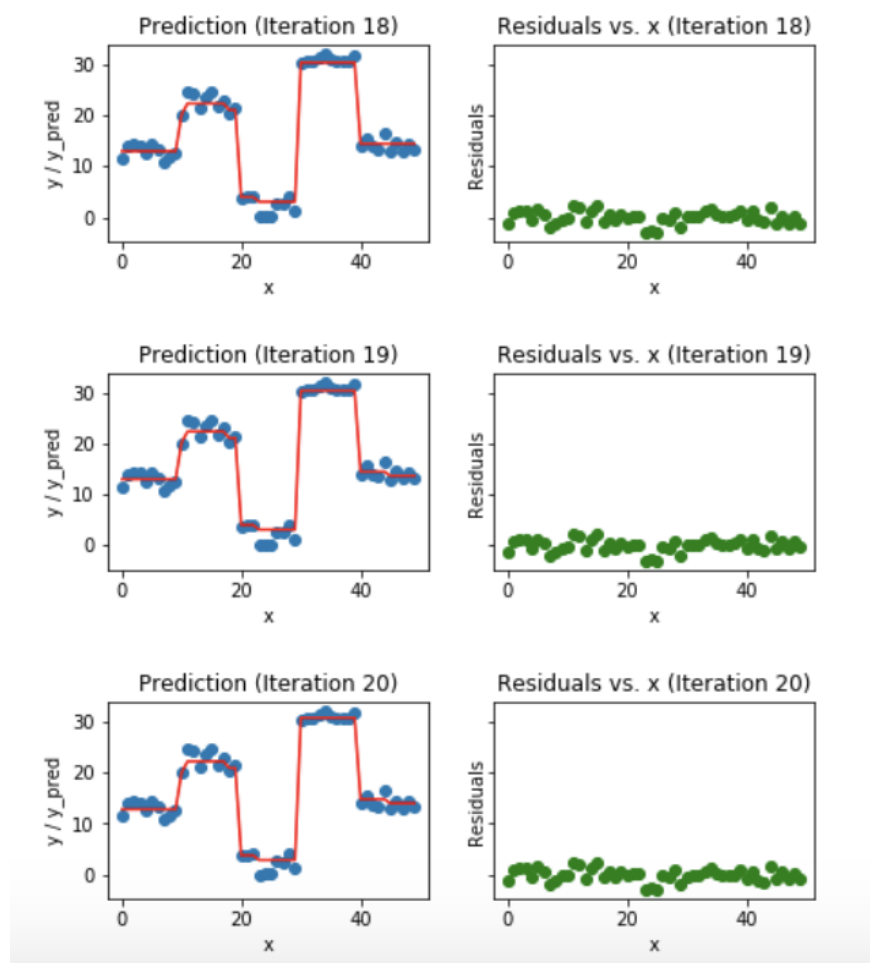 Prediction (Iteration 18)
Residuals vs. x (Iteration 18)
y / y_pred
30
20
10
0
0 20 40
x
Residuals
0 20 40
x
Prediction (Iteration 19)
Residuals vs. x (Iteration 19)
y / y_pred
30
20
10
0
0 20 40
x
Residuals
0 20 40
x
Prediction (Iteration 20)
Residuals vs. x (Iteration 20)
y / y_pred
30
20
10
0
0 20 40
x
Residuals
0 20 40
x